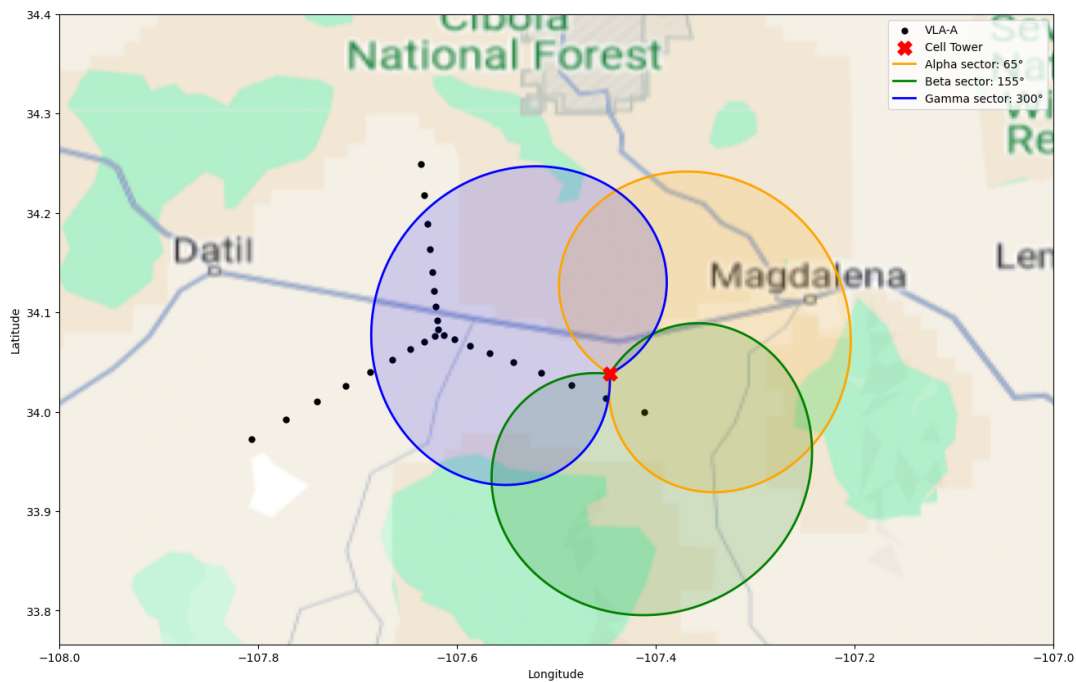 34.4
34.3
34.2
34.1
34.0
33.9
33.8
Latitude
Cibola
National Forest
Datil
Magdalena
VLA-A
Cell Tower
Alpha sector: 65°
Beta sector: 155°
Gamma sector: 300°
Re
Len
−108.0
−107.8
−107.6
−107.4
−107.2
−107.0
Longitude